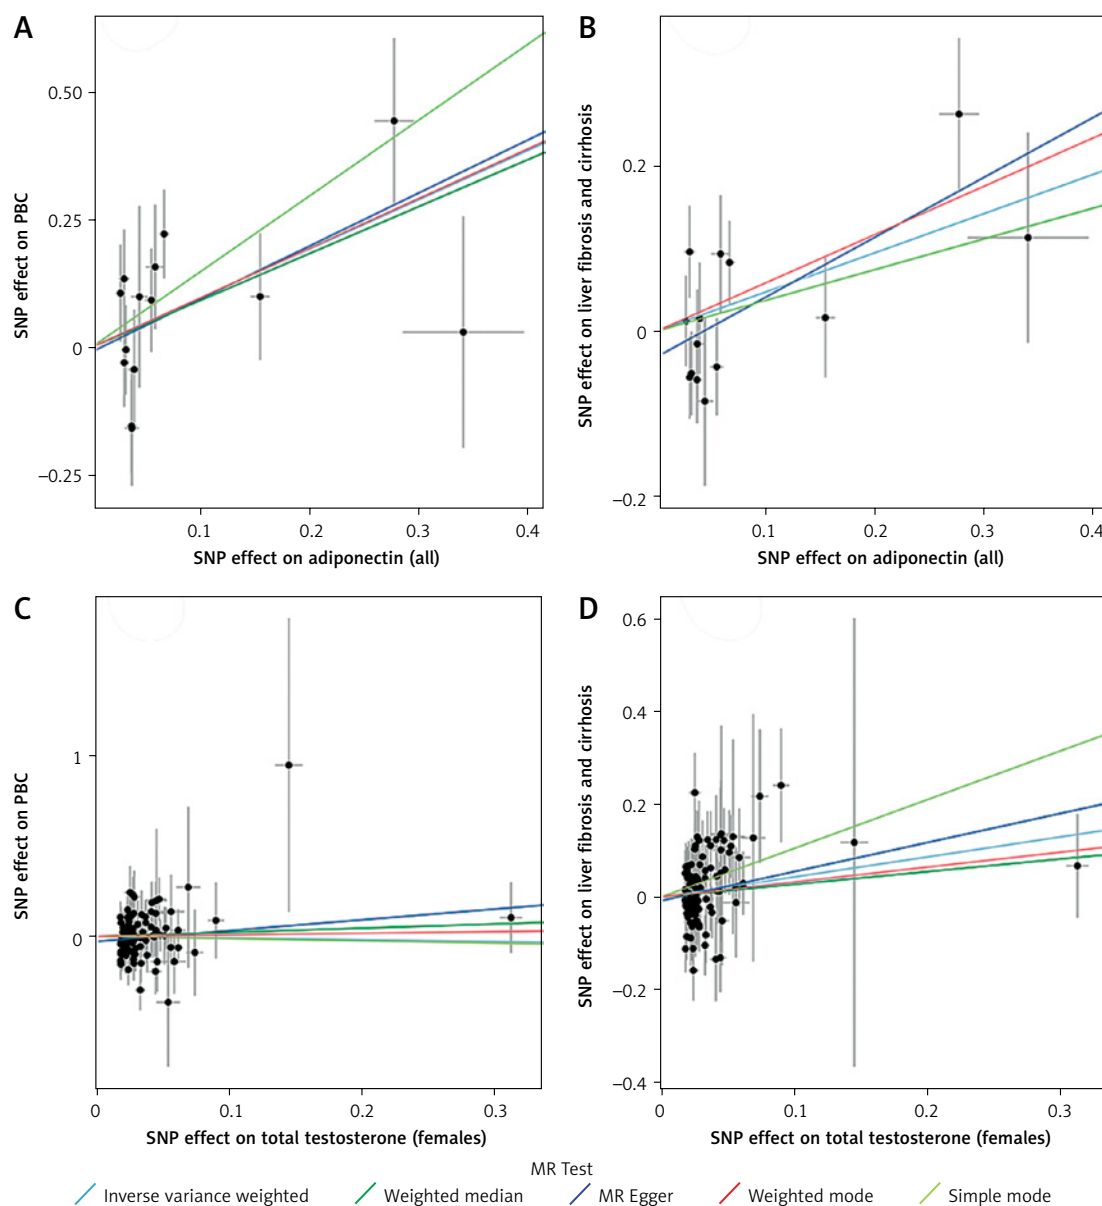 A
SNP effect on PBC
0.50
0.25
0
−0.25
0.1 0.2 0.3 0.4
SNP effect on adiponectin (all)
B
SNP effect on liver fibrosis and cirrhosis
0.2
0
−0.2
0.1 0.2 0.3 0.4
SNP effect on adiponectin (all)
C
SNP effect on PBC
1
0
0 0.1 0.2 0.3
SNP effect on total testosterone (females)
D
SNP effect on liver fibrosis and cirrhosis
0.6
0.4
0.2
0
−0.2
−0.4
0 0.1 0.2 0.3
SNP effect on total testosterone (females)
MR Test
Inverse variance weighted Weighted median MR Egger Weighted mode Simple mode